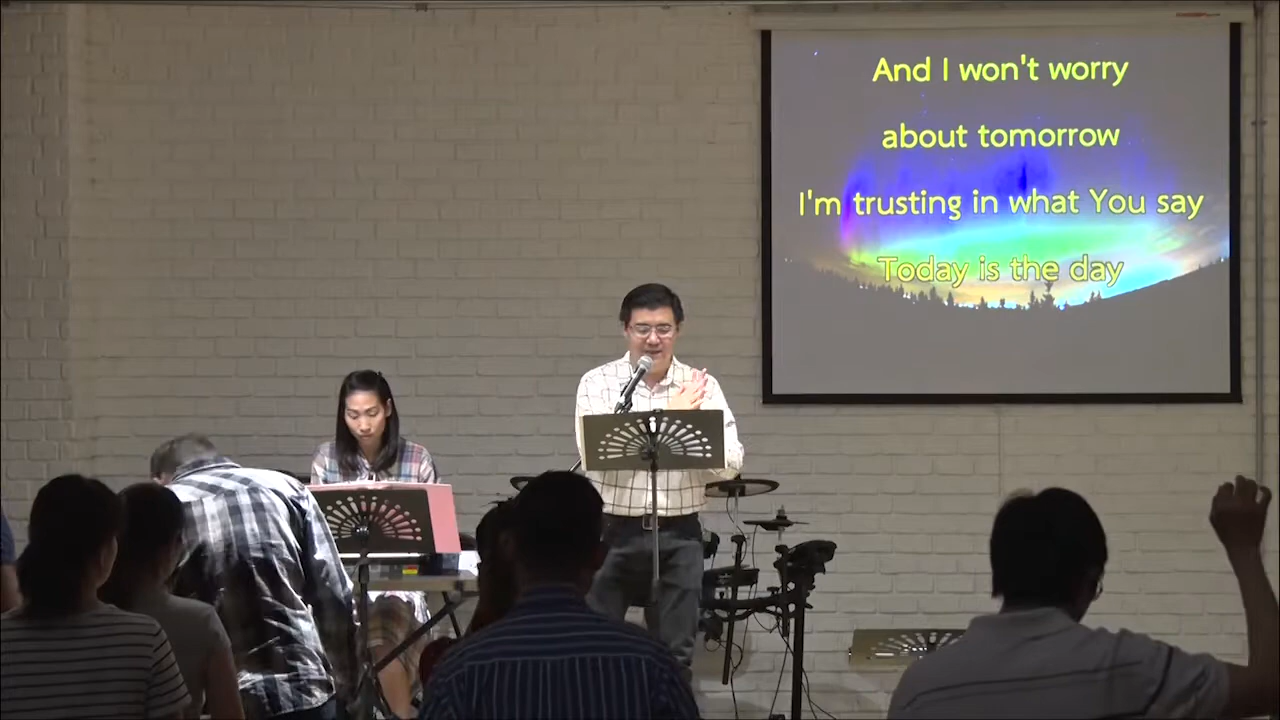 And I won't worry
about tomorrow
I'm trusting in what You say
Today is the day